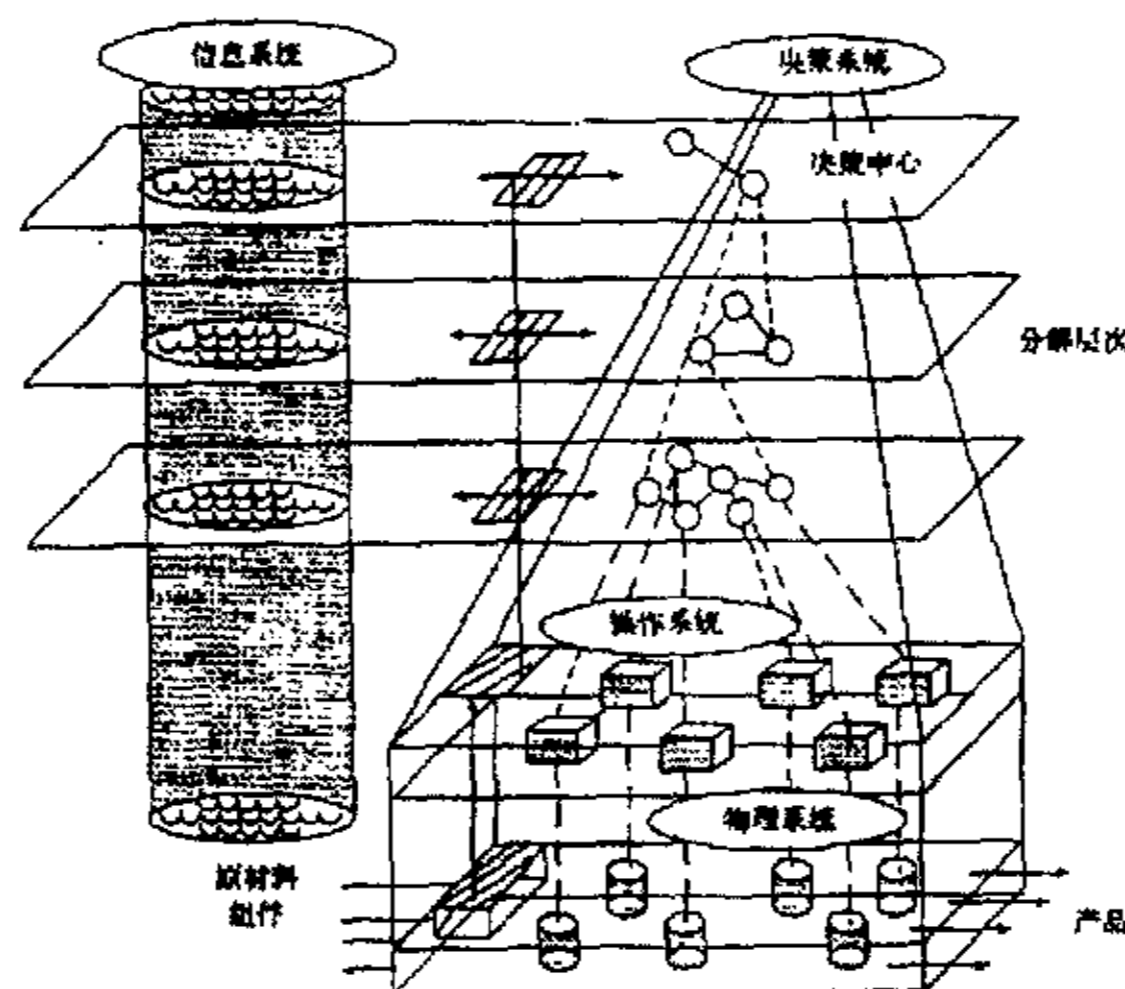 信息系统
决策系统
决策中心
分解层次
操作系统
物理系统
原材料
组件
产品